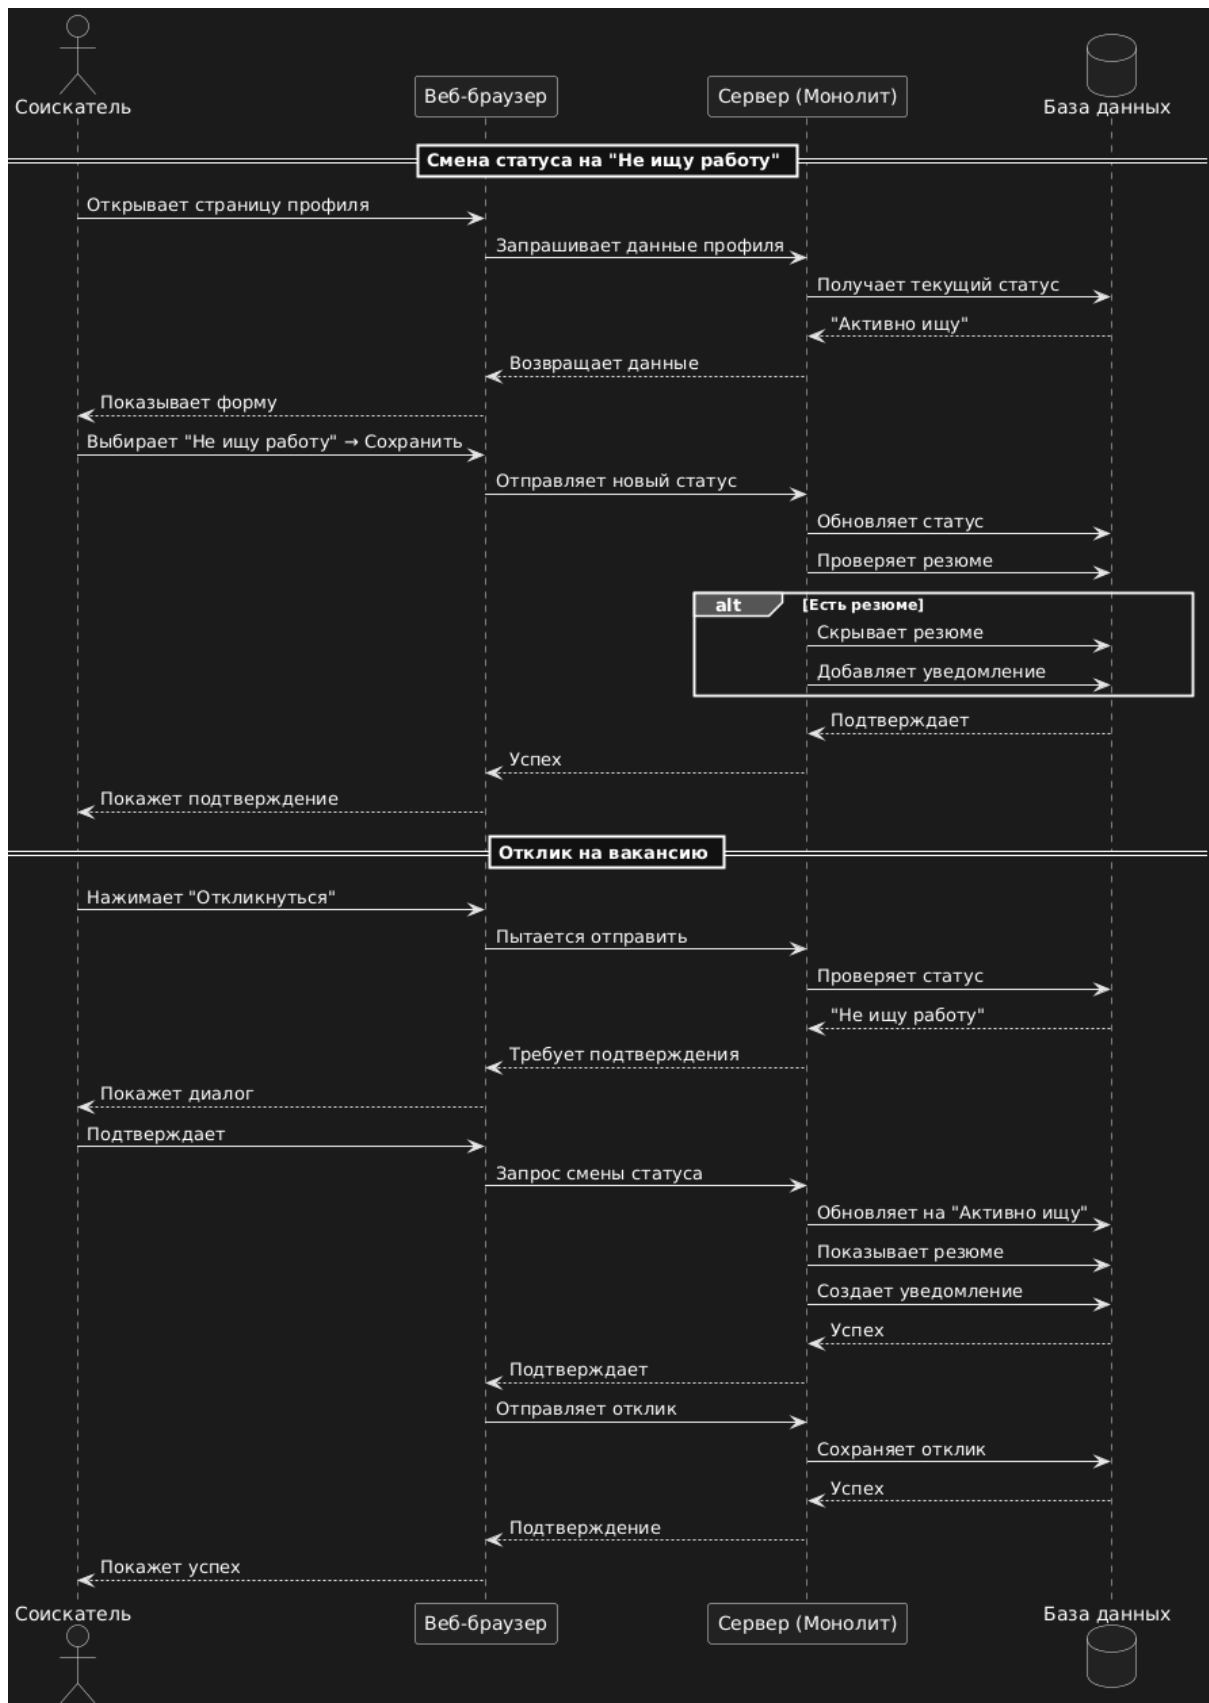 Соискатель
Веб-браузер
Сервер (Монолит)
База данных
Смена статуса на "Не ищу работу"
Открывает страницу профиля
Запрашивает данные профиля
Получает текущий статус
"Активно ищу"
Возвращает данные
Показывает форму
Выбирает "Не ищу работу" → Сохранить
Отправляет новый статус
Обновляет статус
Проверяет резюме
alt [Есть резюме]
Скрывает резюме
Добавляет уведомление
Подтверждает
Успех
Покажет подтверждение
Отклик на вакансию
Нажимает "Откликнуться"
Пытается отправить
Проверяет статус
"Не ищу работу"
Требует подтверждения
Покажет диалог
Подтверждает
Запрос смены статуса
Обновляет на "Активно ищу"
Показывает резюме
Создает уведомление
Успех
Подтверждает
Отправляет отклик
Сохраняет отклик
Успех
Подтверждение
Покажет успех
Соискатель
Веб-браузер
Сервер (Монолит)
База данных